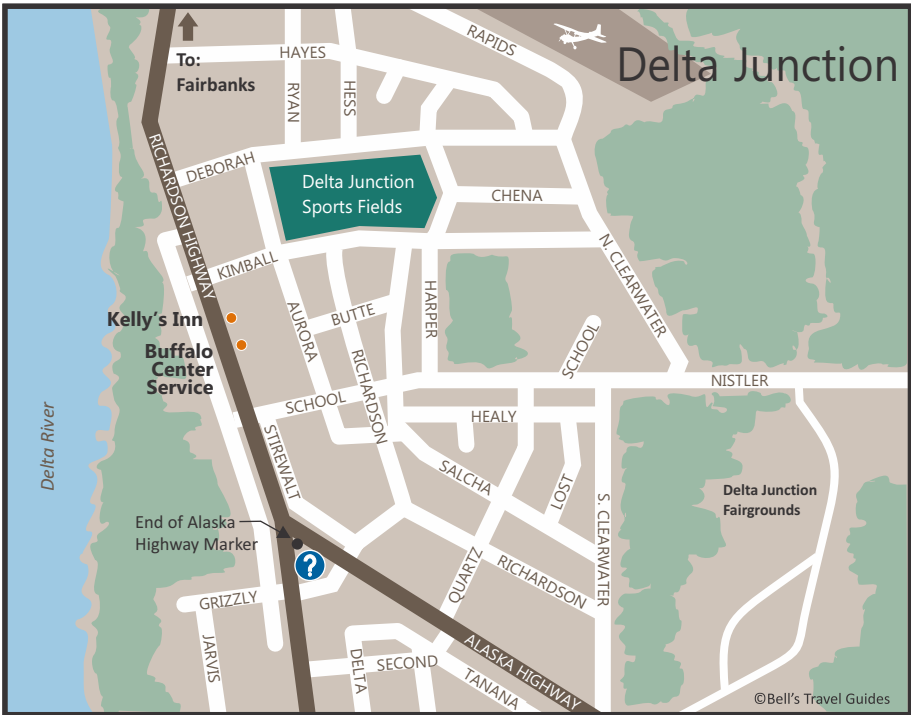 Delta Junction
RAPIDS
To:
Fairbanks
HAYES
RYAN
HESS
RICHARDSON HIGHWAY
DEBORAH
Delta Junction
Sports Fields
CHENA
KIMBALL
N. CLEARWATER
Kelly's Inn
Buffalo
Center
Service
AURORA
BUTTE
HARPER
RICHARDSON
SCHOOL
NISTLER
SCHOOL
HEALY
Delta River
STIREWALT
SALCHA
LOST
S. CLEARWATER
Delta Junction
Fairgrounds
End of Alaska
Highway Marker
?
QUARTZ
RICHARDSON
GRIZZLY
JARVIS
DELTA
SECOND
TANANA
ALASKA HIGHWAY
©Bell's Travel Guides